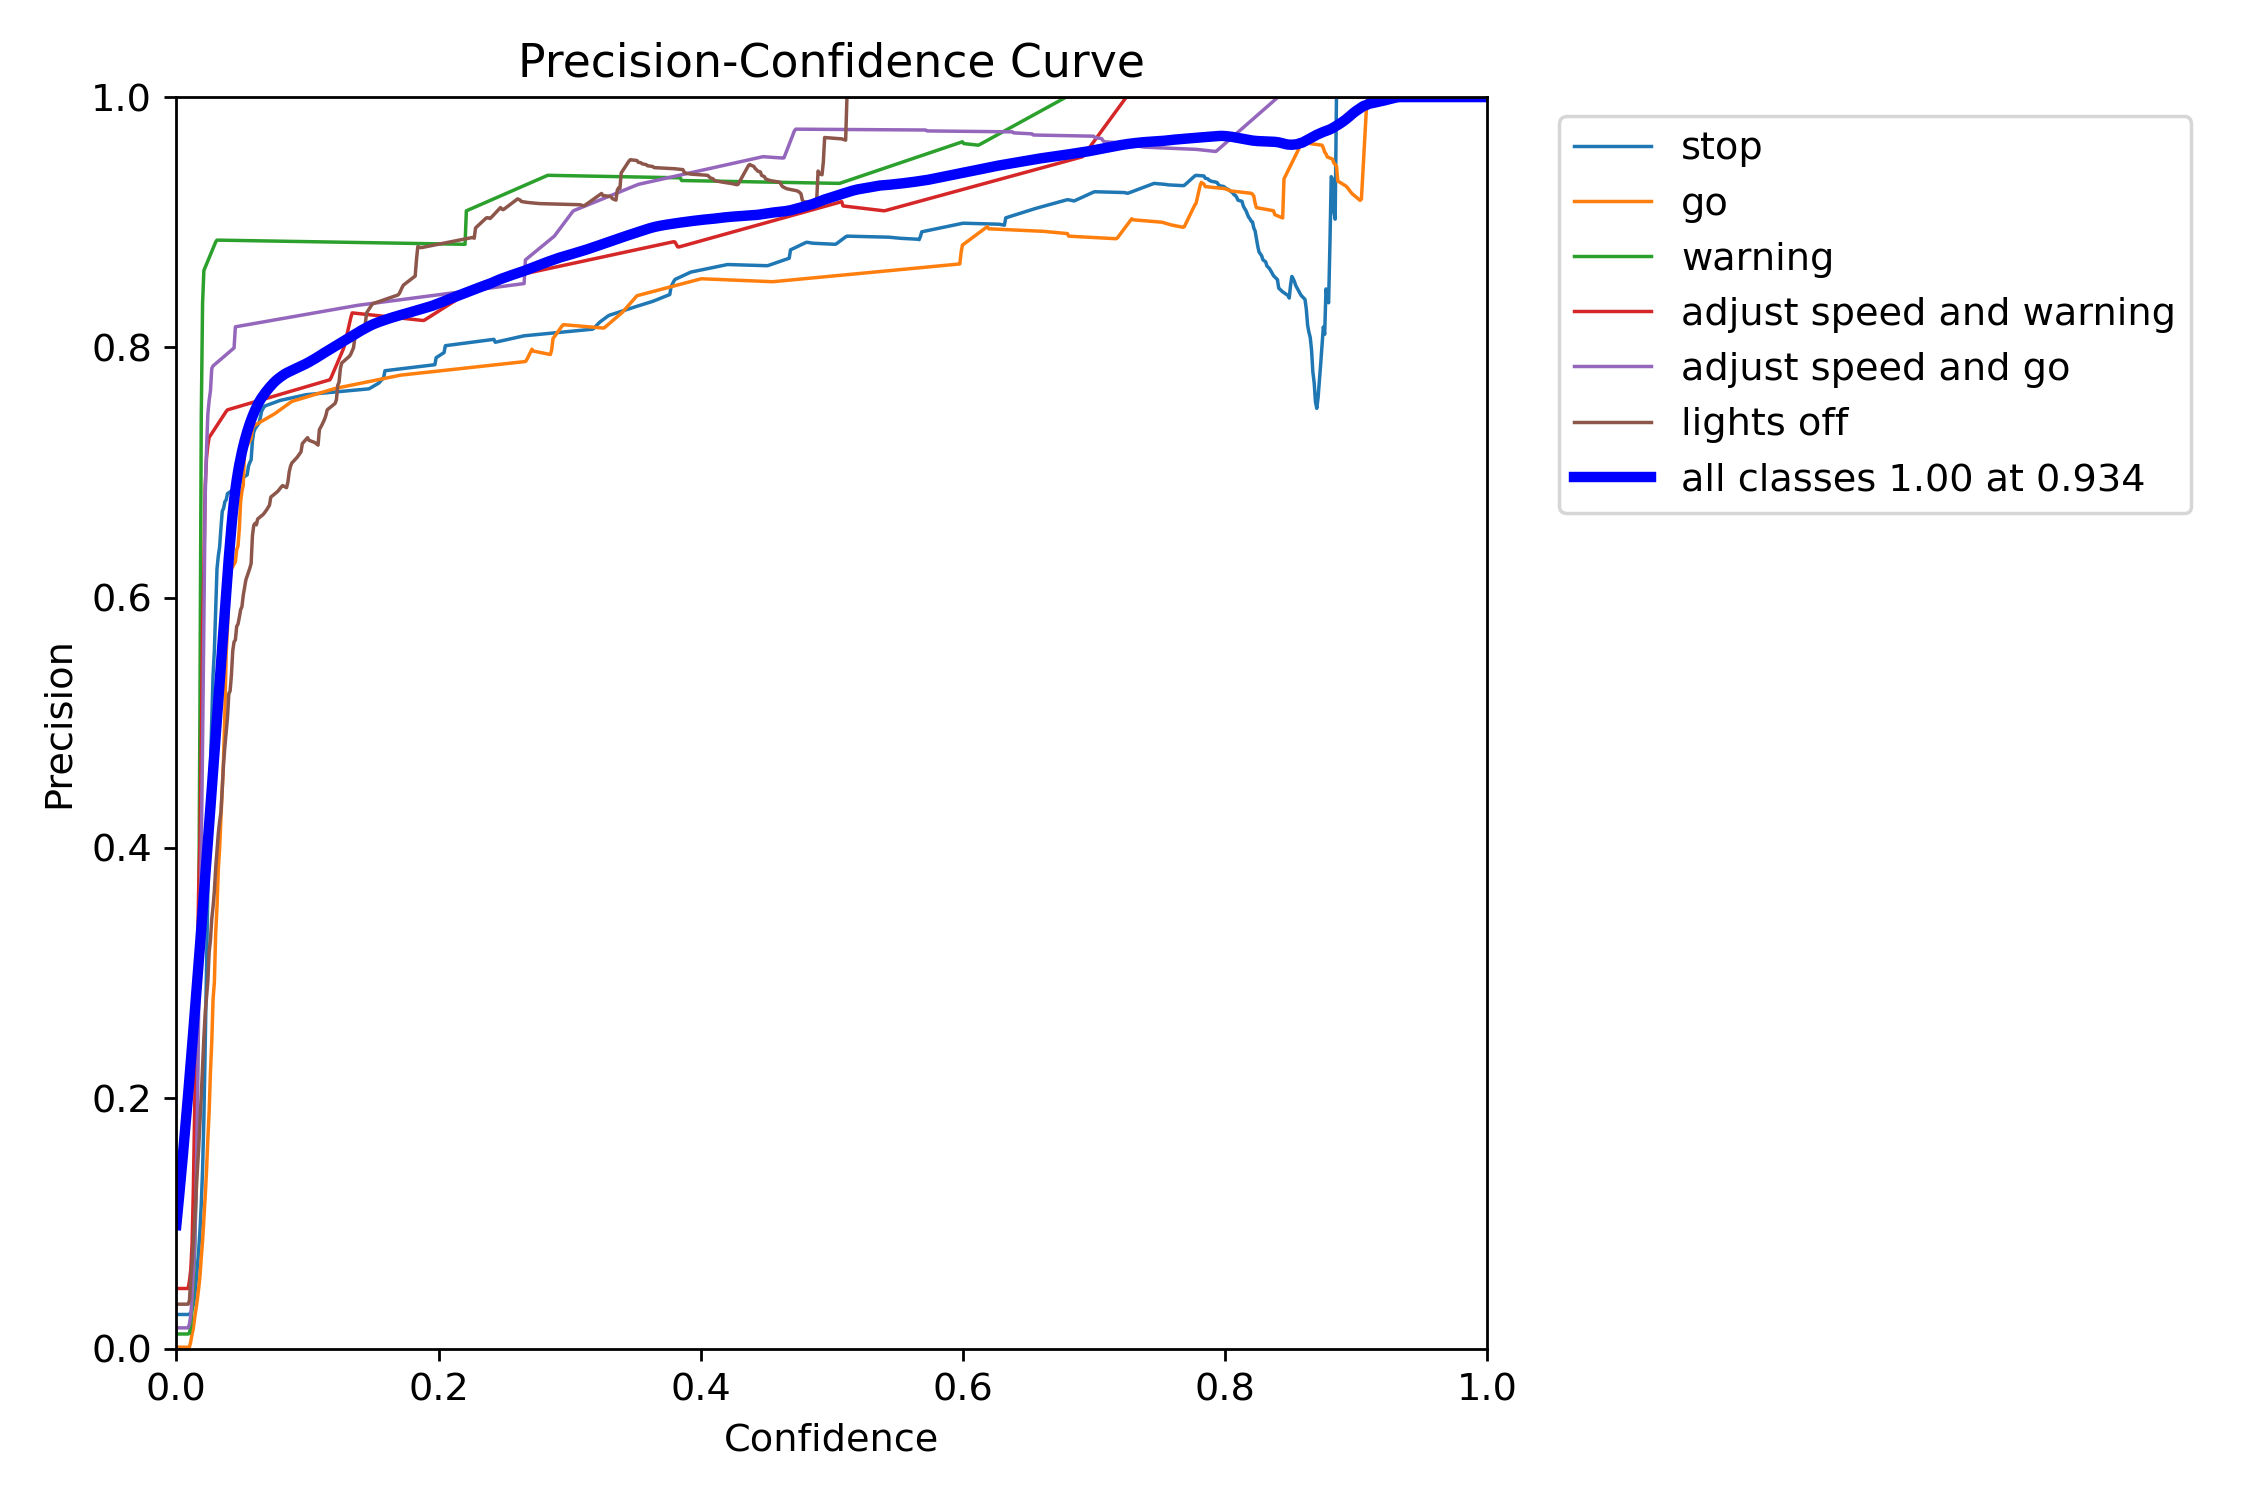 Precision-Confidence Curve
1.0
0.8
0.6
0.4
0.2
0.0
Precision
0.0 0.2 0.4 0.6 0.8 1.0
Confidence
stop
go
warning
adjust speed and warning
adjust speed and go
lights off
all classes 1.00 at 0.934